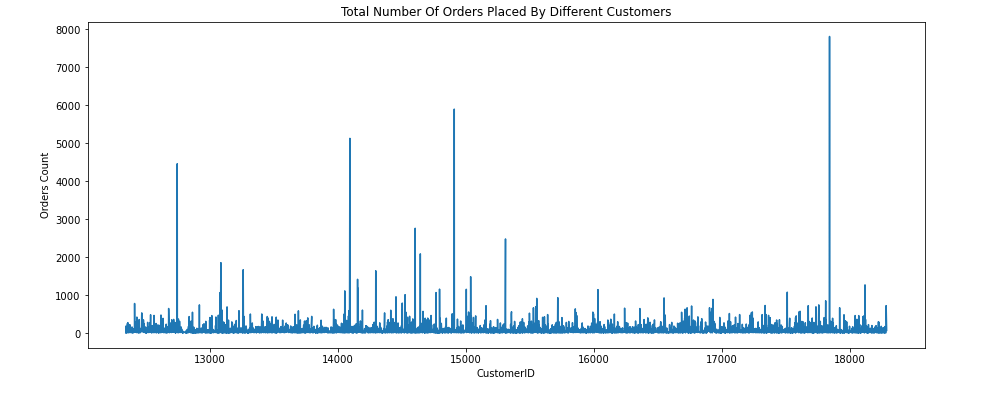 Total Number Of Orders Placed By Different Customers
8000
7000
6000
5000
4000
3000
2000
1000
0
Orders Count
13000 14000 15000 16000 17000 18000
CustomerID